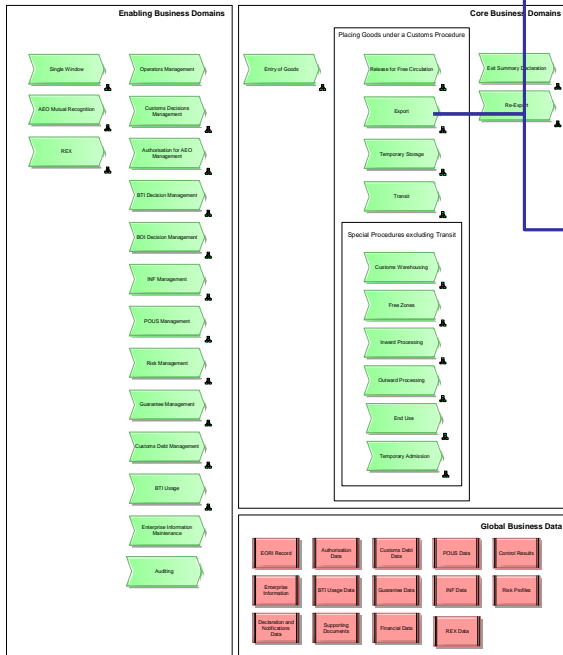 Enabling Business Domains
Single Window
AEO Mutual Recognition
REX
Operators Management
Customs Decisions
Management
Authorisation for AEO
Management
BTI Decision Management
BOI Decision Management
INF Management
POUS Management
Risk Management
Guarantee Management
Customs Debt Management
BTI Usage
Enterprise Information
Maintenance
Auditing
Core Business Domains
Entry of Goods
Placing Goods under a Customs Procedure
Release for Free Circulation
Export
Temporary Storage
Transit
Special Procedures excluding Transit
Customs Warehousing
Free Zones
Inward Processing
Outward Processing
End Use
Temporary Admission
Exit Summary Declaration
Re-Export
Global Business Data
EORI Record
Authorisation
Data
Customs Debt
Data
POUS Data
Control Results
Enterprise
Information
BTI Usage Data
Guarantee Data
INF Data
Risk Profiles
Declaration and
Notifications
Data
Supporting
Documents
Financial Data
REX Data